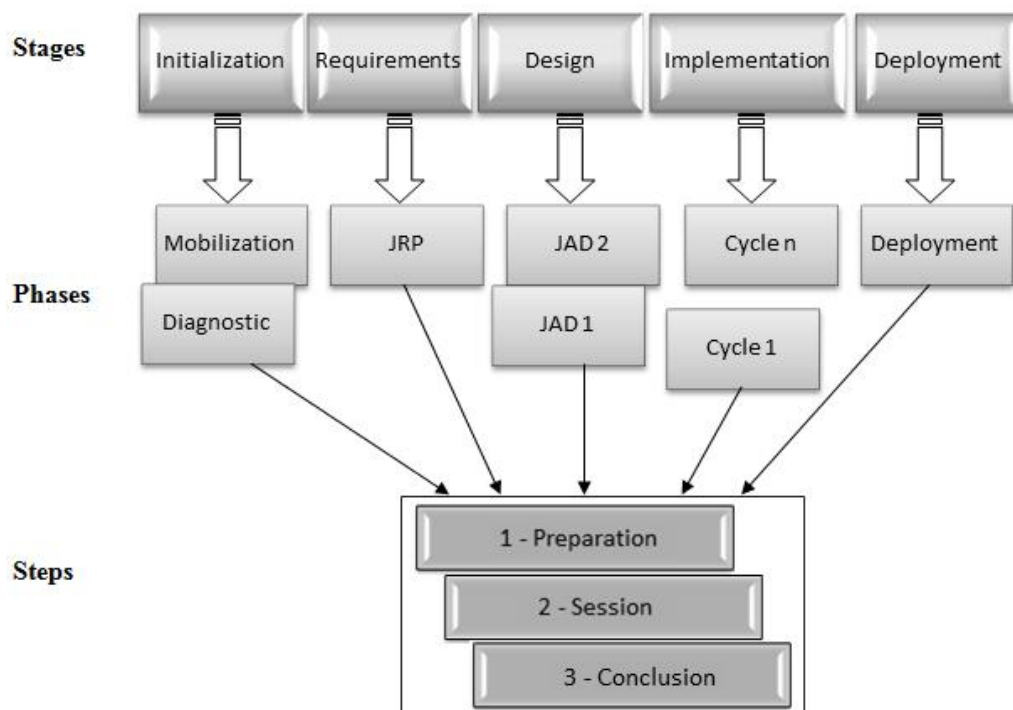 Stages
Initialization
Requirements
Design
Implementation
Deployment
Phases
Mobilization
JRP
JAD 2
Cycle n
Deployment
Diagnostic
JAD 1
Cycle 1
Steps
1 - Preparation
2 - Session
3 - Conclusion